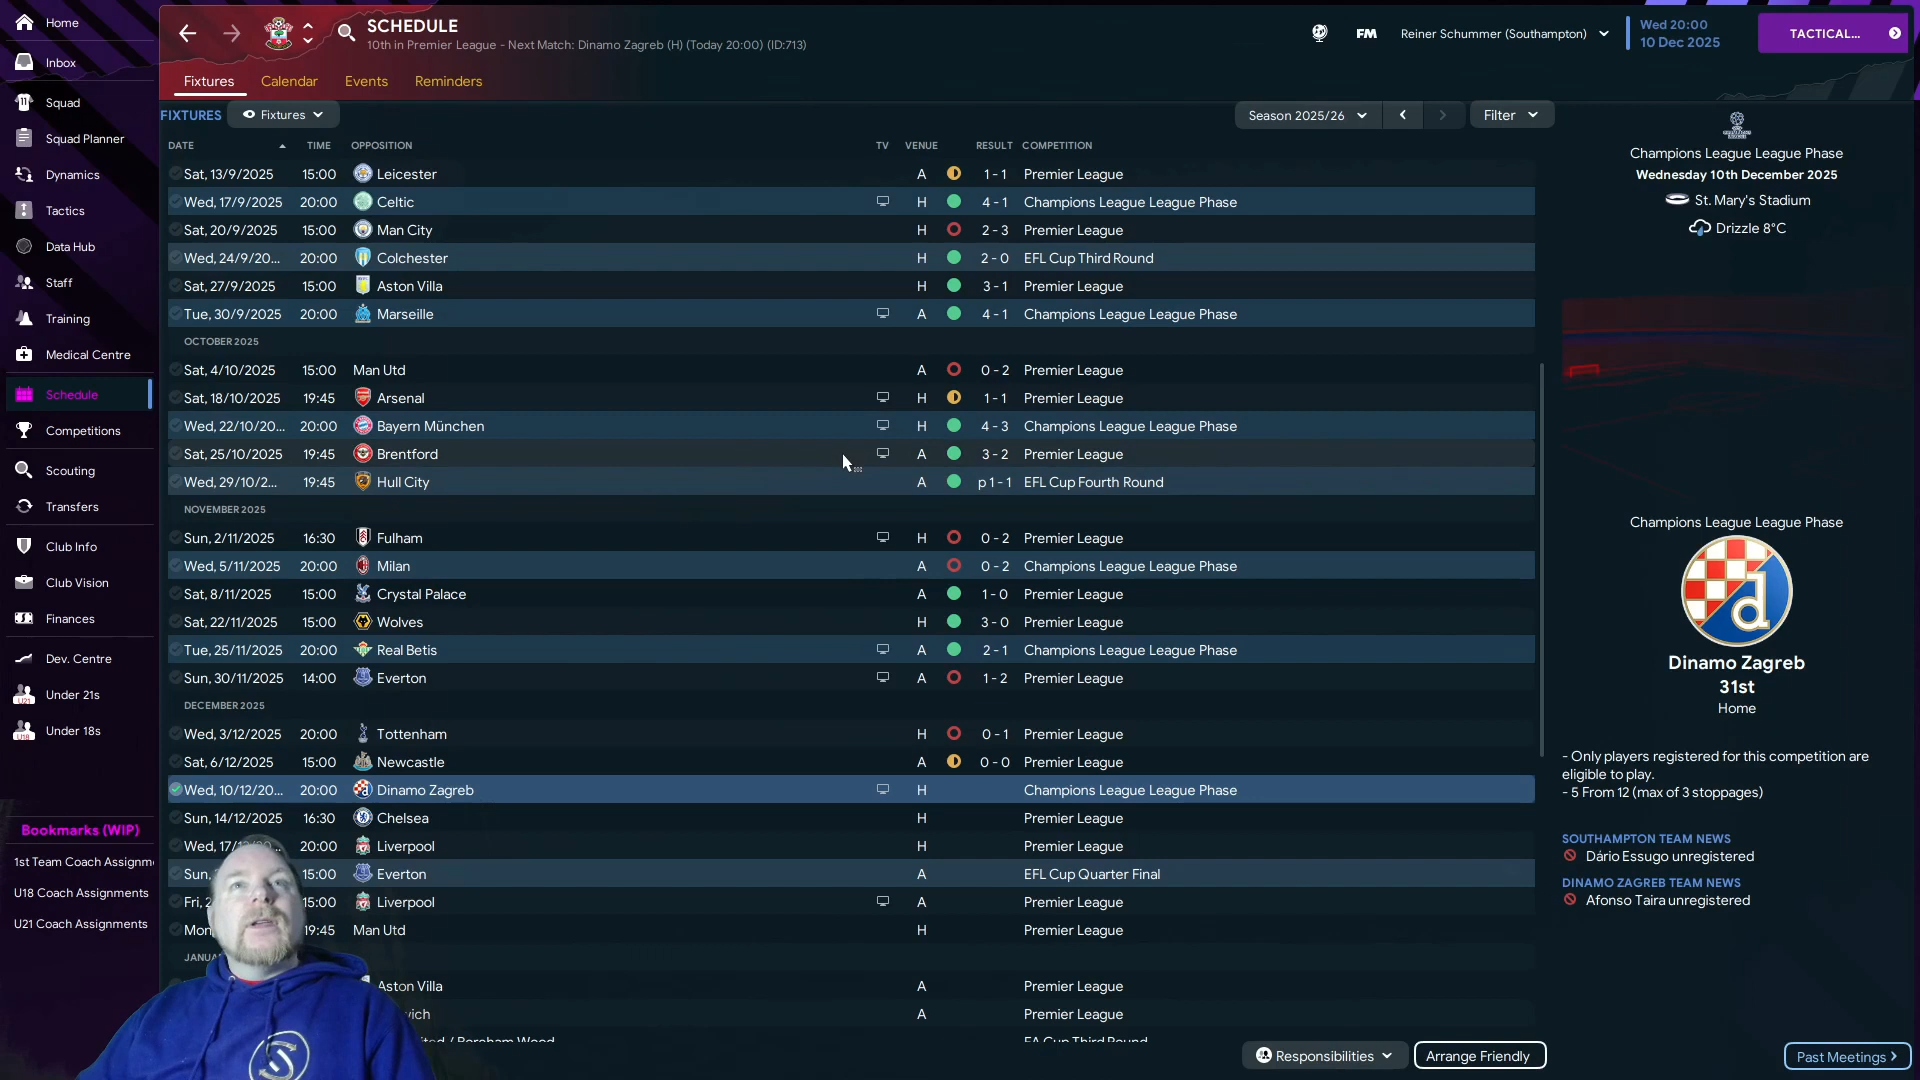 Home
Inbox
Squad
Squad Planner
Dynamics
Tactics
Data Hub
Staff
Training
Medical Centre
Schedule
Competitions
Scouting
Transfers
Club Info
Club Vision
Finances
Dev. Centre
Under 21s
Under 18s
Bookmarks (WIP)
1st Team Coach Assignme
U18 Coach Assignments
U21 Coach Assignments
SCHEDULE
10th in Premier League - Next Match: Dinamo Zagreb (H) (Today 20:00) (ID:713)
FM
Reiner Schummer (Southampton)
Wed 20:00
10 Dec 2025
TACTICAL...
Fixtures Calendar Events Reminders
FIXTURES Fixtures Season 2025/26 Filter
DATE TIME OPPOSITION TV VENUE RESULT COMPETITION
Sat, 13/9/2025 15:00 Leicester A 1 - 1 Premier League
Wed, 17/9/2025 20:00 Celtic H 4 - 1 Champions League League Phase
Sat, 20/9/2025 15:00 Man City H 2 - 3 Premier League
Wed, 24/9/20... 20:00 Colchester H 2 - 0 EFL Cup Third Round
Sat, 27/9/2025 15:00 Aston Villa H 3 - 1 Premier League
Tue, 30/9/2025 20:00 Marseille A 4 - 1 Champions League League Phase
OCTOBER 2025
Sat, 4/10/2025 15:00 Man Utd A 0 - 2 Premier League
Sat, 18/10/2025 19:45 Arsenal H 1 - 1 Premier League
Wed, 22/10/20... 20:00 Bayern München H 4 - 3 Champions League League Phase
Sat, 25/10/2025 19:45 Brentford A 3 - 2 Premier League
Wed, 29/10/2... 19:45 Hull City A p 1 - 1 EFL Cup Fourth Round
NOVEMBER 2025
Sun, 2/11/2025 16:30 Fulham H 0 - 2 Premier League
Wed, 5/11/2025 20:00 Milan A 0 - 2 Champions League League Phase
Sat, 8/11/2025 15:00 Crystal Palace A 1 - 0 Premier League
Sat, 22/11/2025 15:00 Wolves H 3 - 0 Premier League
Tue, 25/11/2025 20:00 Real Betis A 2 - 1 Champions League League Phase
Sun, 30/11/2025 14:00 Everton A 1 - 2 Premier League
DECEMBER 2025
Wed, 3/12/2025 20:00 Tottenham H 0 - 1 Premier League
Sat, 6/12/2025 15:00 Newcastle A 0 - 0 Premier League
Wed, 10/12/20... 20:00 Dinamo Zagreb H Champions League League Phase
Sun, 14/12/2025 16:30 Chelsea H Premier League
Wed, 17/ 20:00 Liverpool H Premier League
Sun, 15:00 Everton A EFL Cup Quarter Final
Fri, 2 15:00 Liverpool A Premier League
Mon, 19:45 Man Utd H Premier League
JANUA
Aston Villa A Premier League
wich A Premier League
Responsibilities Arrange Friendly
Champions League League Phase
Wednesday 10th December 2025
St. Mary's Stadium
Drizzle 8°C
Champions League League Phase
Dinamo Zagreb
31st
Home
- Only players registered for this competition are
eligible to play.
- 5 From 12 (max of 3 stoppages)
SOUTHAMPTON TEAM NEWS
Dário Essugo unregistered
DINAMO ZAGREB TEAM NEWS
Afonso Taira unregistered
Past Meetings